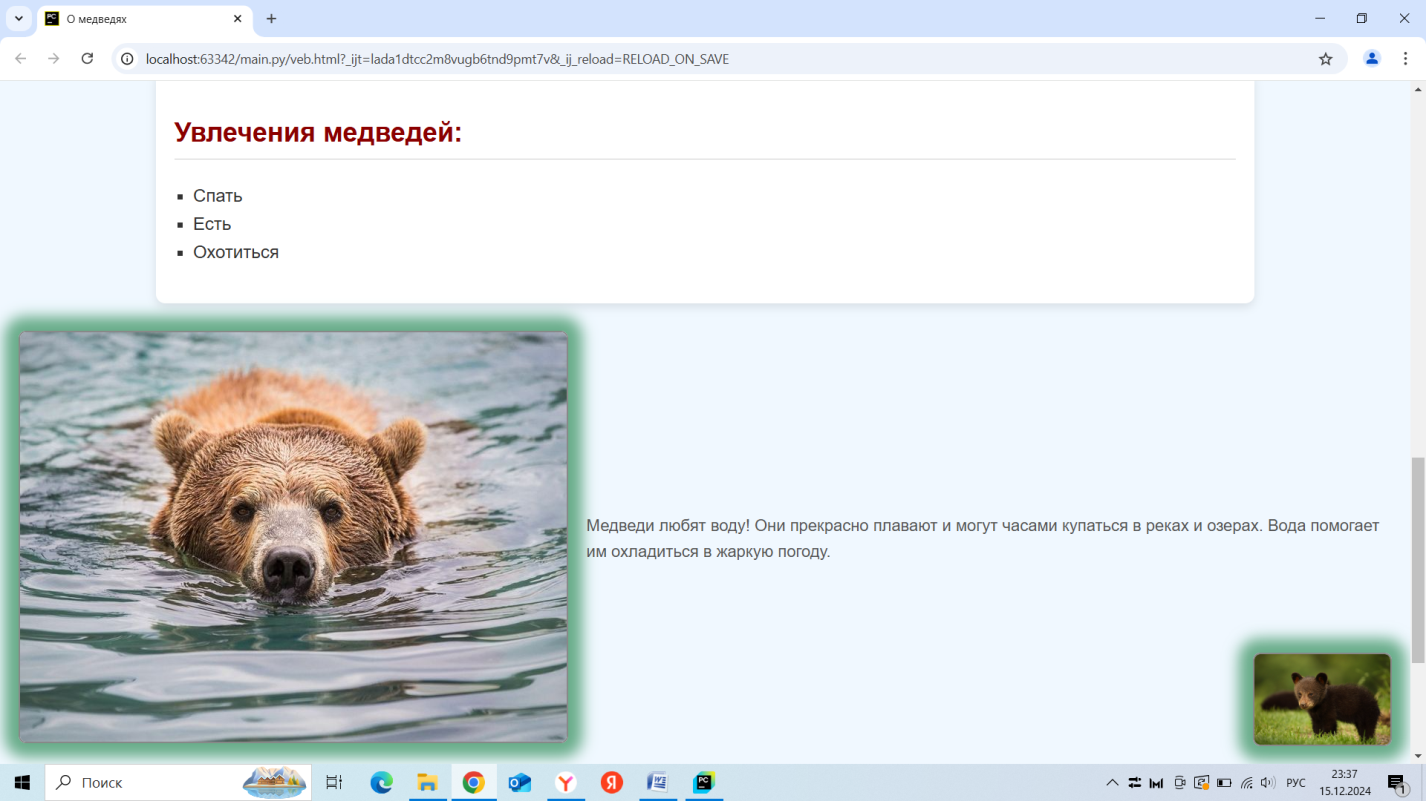 О медведях
localhost:63342/main.py/veb.html?_ijt=lada1dtcc2m8vugb6tnd9pmt7v&_ij_reload=RELOAD_ON_SAVE
Увлечения медведей:
Спать
Есть
Охотиться
Медведи любят воду! Они прекрасно плавают и могут часами купаться в реках и озерах. Вода помогает
им охладиться в жаркую погоду.
Поиск
РУС
23:37
15.12.2024
1